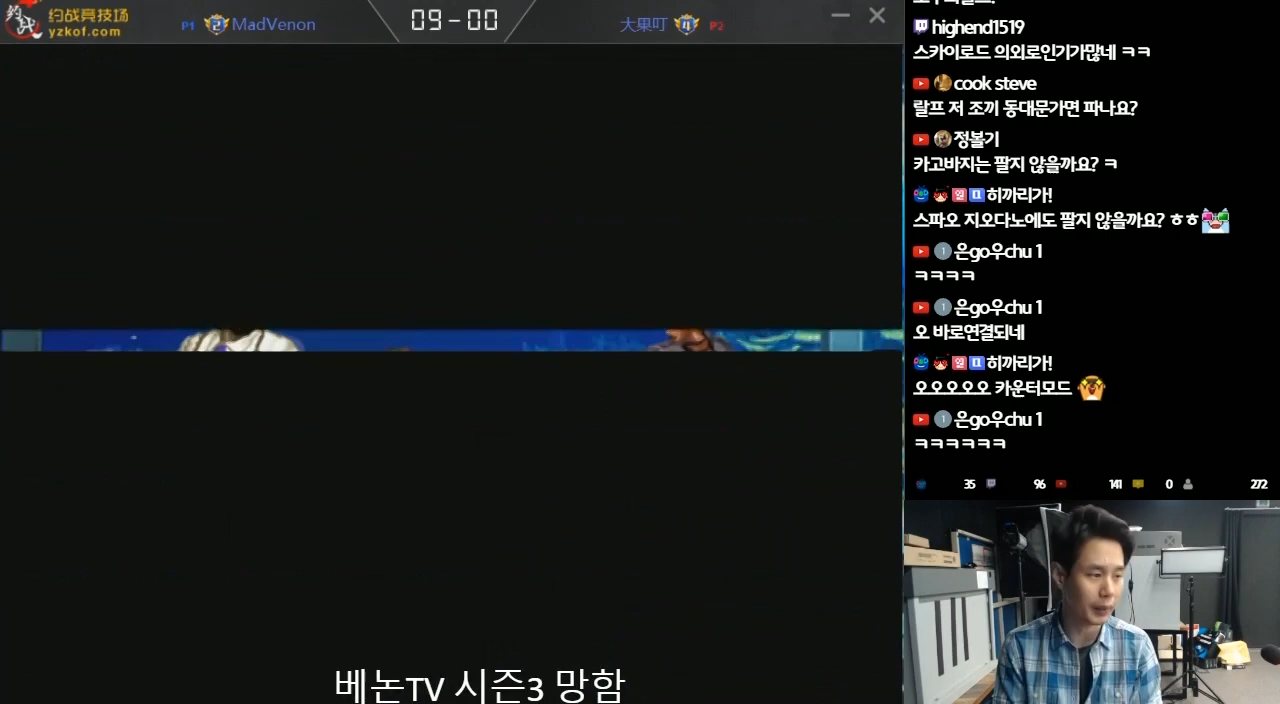 约战竞技场
yzkof.com
P1 MadVenon
09-00
大果叮 P2
highend1519
스카이로드 의외로인기가많네 ㅋㅋ
cook steve
랄프 저 조끼 동대문가면 파나요?
정볼기
카고바지는 팔지 않을까요? ㅋ
열 매 히까리가!
스파오 지오다노에도 팔지 않을까요? ㅎㅎ
1 은go우chu 1
ㅋㅋㅋㅋ
1 은go우chu 1
오 바로연결되네
히까리가!
오오오오오 카운터모드
1 은go우chu 1
ㅋㅋㅋㅋㅋㅋ
35 96 141 0 272
베논TV 시즌3 망함